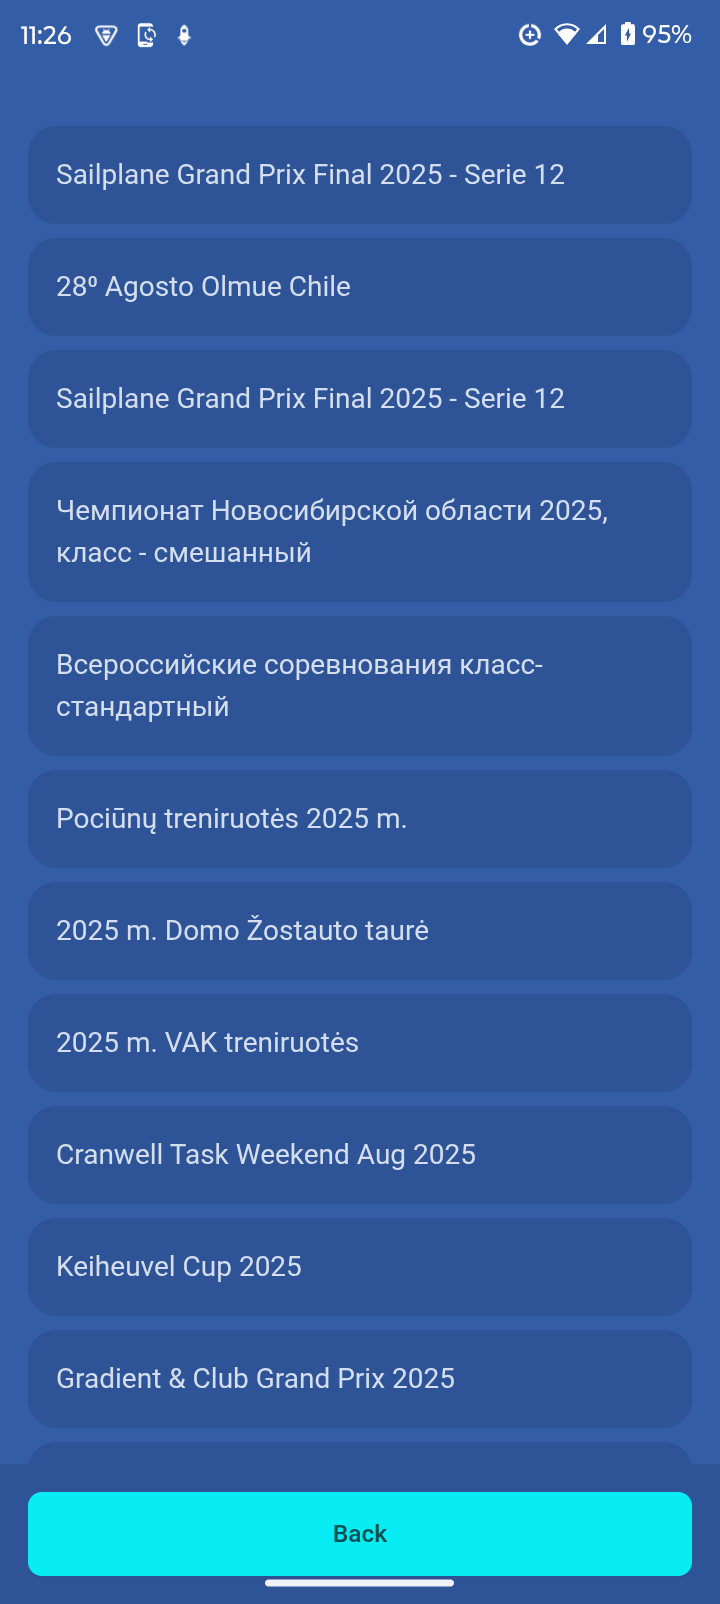 11:26
95%
Sailplane Grand Prix Final 2025 - Serie 12
28º Agosto Olmue Chile
Sailplane Grand Prix Final 2025 - Serie 12
Чемпионат Новосибирской области 2025,
класс - смешанный
Всероссийские соревнования класс-
стандартный
Pociūnų treniruotės 2025 m.
2025 m. Domo Žostauto taurė
2025 m. VAK treniruotės
Cranwell Task Weekend Aug 2025
Keiheuvel Cup 2025
Gradient & Club Grand Prix 2025
Back